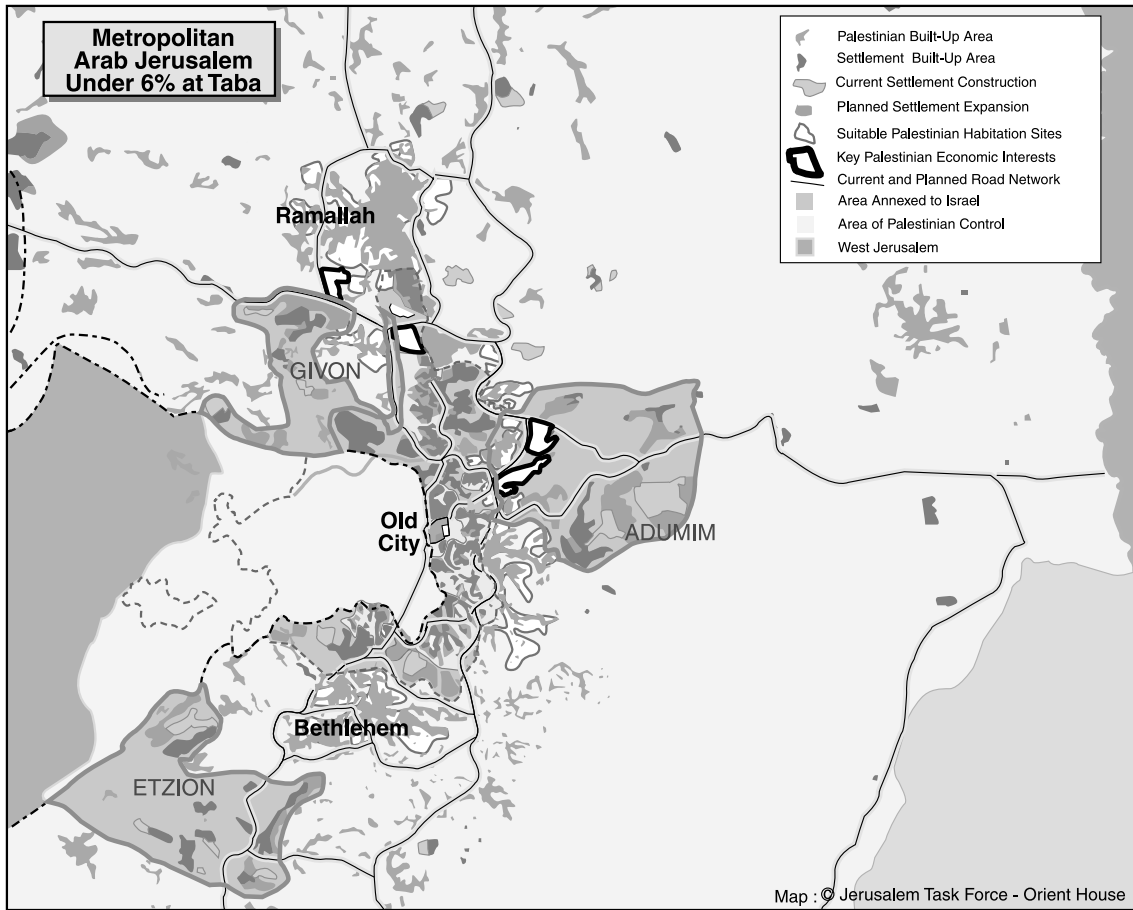 Metropolitan
Arab Jerusalem
Under 6% at Taba
Palestinian Built-Up Area
Settlement Built-Up Area
Current Settlement Construction
Planned Settlement Expansion
Suitable Palestinian Habitation Sites
Key Palestinian Economic Interests
Current and Planned Road Network
Area Annexed to Israel
Area of Palestinian Control
West Jerusalem
Ramallah
GIVON
Old
City
ADUMIM
Bethlehem
ETZION
Map : © Jerusalem Task Force - Orient House